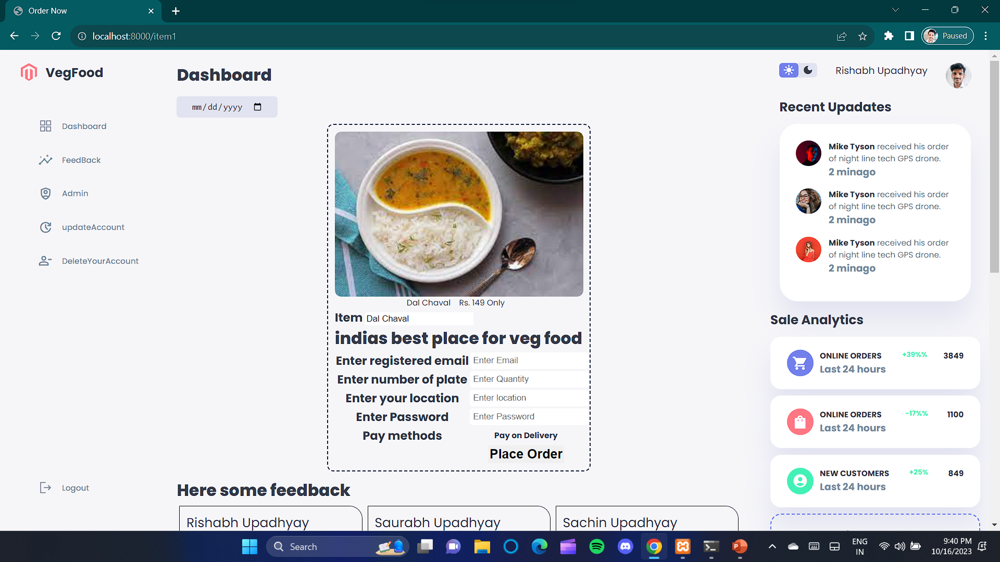 Order Now
localhost:8000/item1
Paused
VegFood
Dashboard
FeedBack
Admin
updateAccount
DeleteYourAccount
Logout
Dashboard
mm/dd/yyyy
Dal Chaval Rs. 149 Only
Item Dal Chaval
indias best place for veg food
Enter registered email Enter Email
Enter number of plate Enter Quantity
Enter your location Enter location
Enter Password Enter Password
Pay methods Pay on Delivery
Place Order
Here some feedback
Rishabh Upadhyay
Saurabh Upadhyay
Sachin Upadhyay
Rishabh Upadhyay
Recent Upadates
Mike Tyson received his order
of night line tech GPS drone.
2 minago
Mike Tyson received his order
of night line tech GPS drone.
2 minago
Mike Tyson received his order
of night line tech GPS drone.
2 minago
Sale Analytics
ONLINE ORDERS +39%% 3849
Last 24 hours
ONLINE ORDERS -17%% 1100
Last 24 hours
NEW CUSTOMERS +25% 849
Last 24 hours
Search
ENG
IN
9:40 PM
10/16/2023